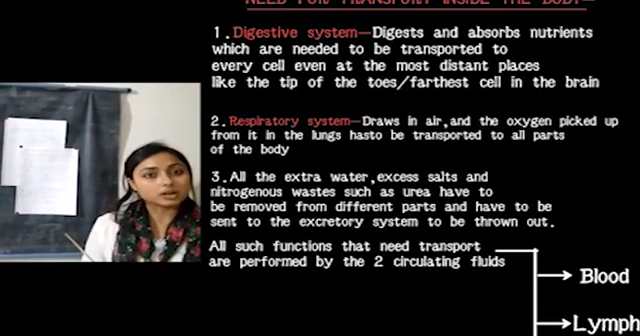 NEED FOR TRANSPORT INSIDE THE BODY—
1.Digestive system—Digests and absorbs nutrients
which are needed to be transported to
every cell even at the most distant places
like the tip of the toes/farthest cell in the brain
2.Respiratory system—Draws in air,and the oxygen picked up
from it in the lungs hasto be transported to all parts
of the body
3.All the extra water,excess salts and
nitrogenous wastes such as urea have to
be removed from different parts and have to be
sent to the excretory system to be thrown out.
All such functions that need transport
are performed by the 2 circulating fluids
Blood
Lymph